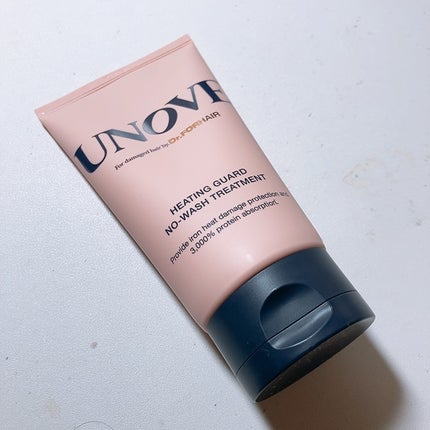 UNOVE
For damaged hair by Dr.FORHAIR
HEATING GUARD
NO-WASH TREATMENT
Provide iron heat damage protection and
3,000% protein absorption.